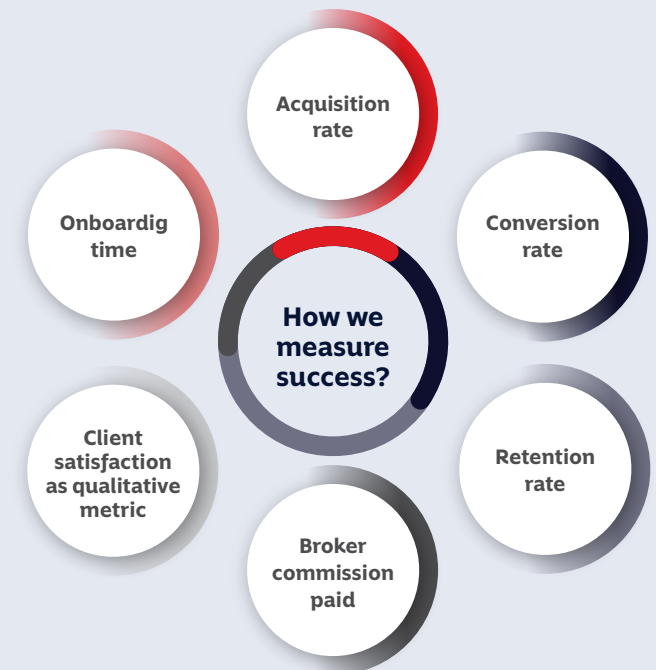 Acquisition
rate
Onboardig
time
Conversion
rate
How we
measure
success?
Client
satisfaction
as qualitative
metric
Retention
rate
Broker
commission
paid